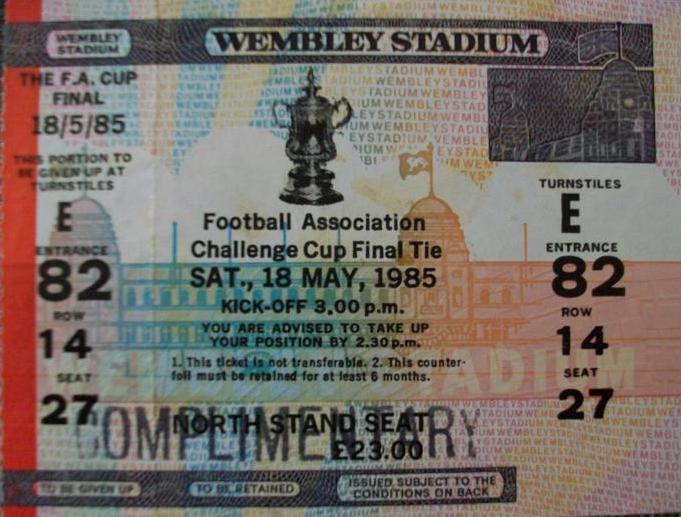 WEMBLEY STADIUM
THE F.A. CUP
FINAL
18/5/85
THIS PORTION TO
BE GIVEN UP AT
TURNSTILES
E
ENTRANCE
82
ROW
14
SEAT
27
TO BE GIVEN UP
WEMBLEY STADIUM
Football Association
Challenge Cup Final Tie
SAT., 18 MAY, 1985
KICK-OFF 3.00 p.m.
YOU ARE ADVISED TO TAKE UP
YOUR POSITION BY 2.30 p.m.
1. This ticket is not transferable. 2. This counter-
foil must be retained for at least 6 months.
NORTH STAND SEAT
£23.00
COMPLIMENTARY
TO BE RETAINED
ISSUED SUBJECT TO THE
CONDITIONS ON BACK
TURNSTILES
E
ENTRANCE
82
ROW
14
SEAT
27
WEMBLEY STADIUM